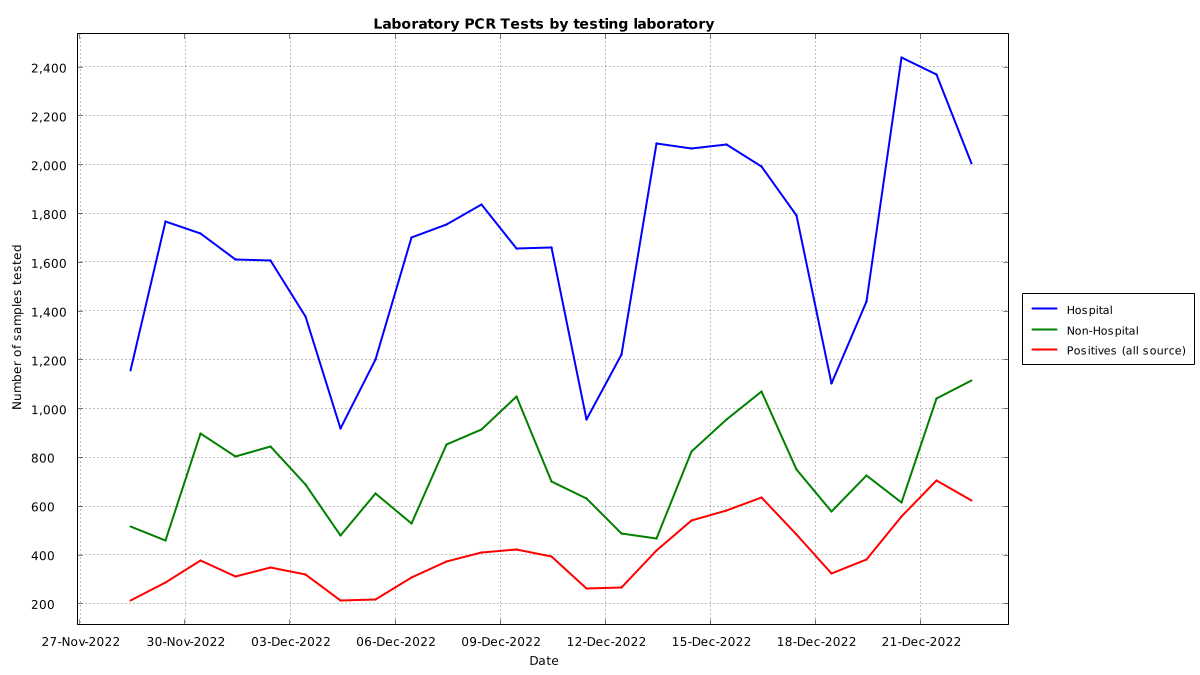 Laboratory PCR Tests by testing laboratory
Number of samples tested
2,400
2,200
2,000
1,800
1,600
1,400
1,200
1,000
800
600
400
200
27-Nov-2022
30-Nov-2022
03-Dec-2022
06-Dec-2022
09-Dec-2022
12-Dec-2022
15-Dec-2022
18-Dec-2022
21-Dec-2022
Date
Hospital
Non-Hospital
Positives (all source)